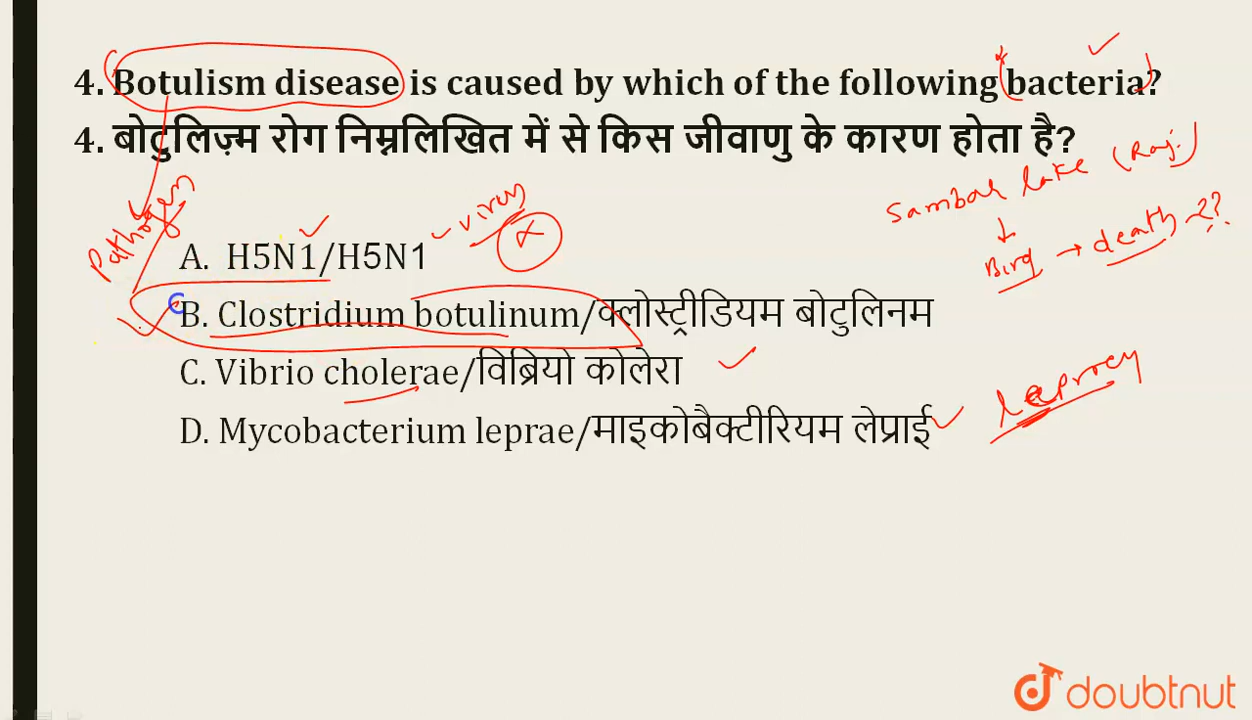 4. Botulism disease is caused by which of the following bacteria?
4. बोटुलिज़्म रोग निम्नलिखित में से किस जीवाणु के कारण होता है?
Sambar lake (Raj.)
Pathogen
virus
Bird → death → ??
A. H5N1/H5N1
B. Clostridium botulinum/क्लोस्ट्रीडियम बोटुलिनम
C. Vibrio cholerae/विब्रियो कोलेरा
D. Mycobacterium leprae/माइकोबैक्टीरियम लेप्राई
leprocy
doubtnut